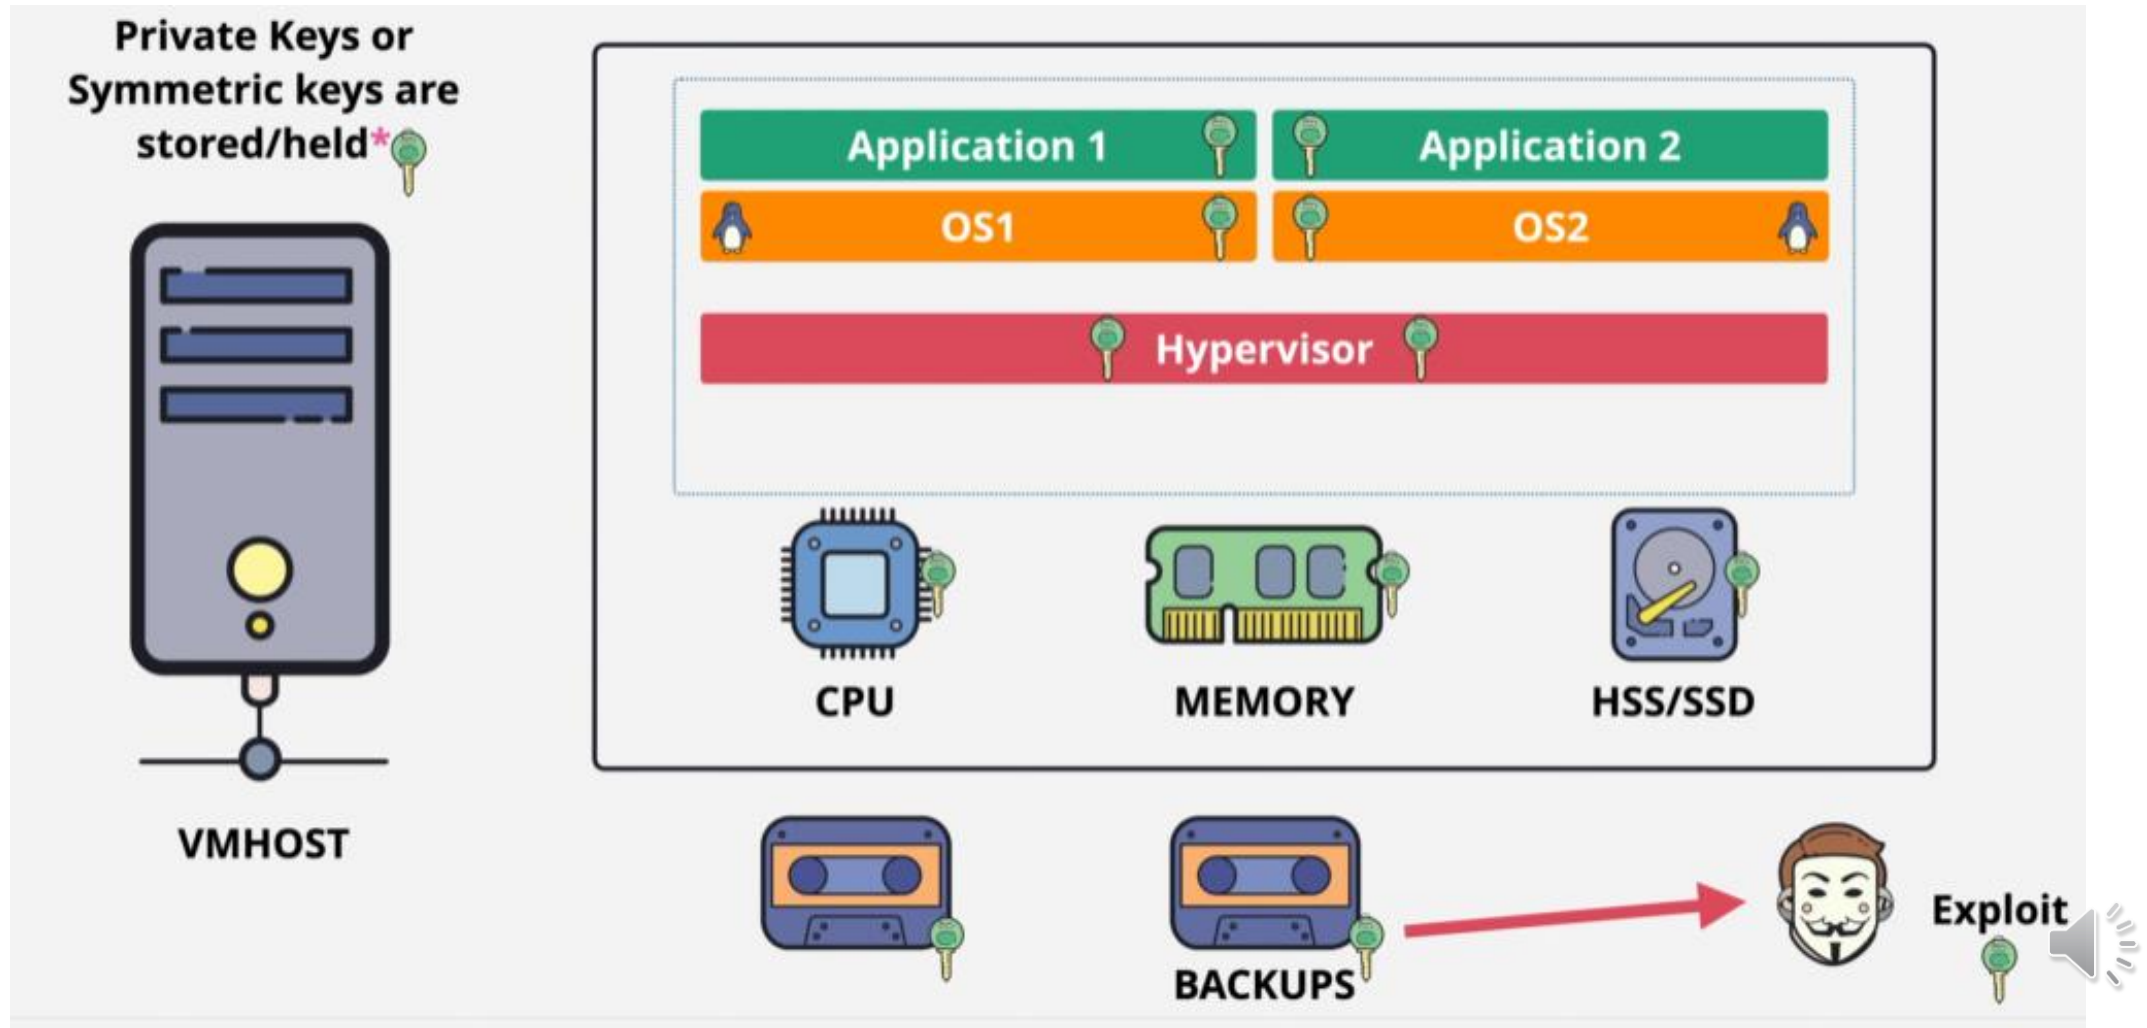 Private Keys or
Symmetric keys are
stored/held*
Application 1
Application 2
OS1
OS2
Hypervisor
CPU
MEMORY
HSS/SSD
VMHOST
Exploit
BACKUPS